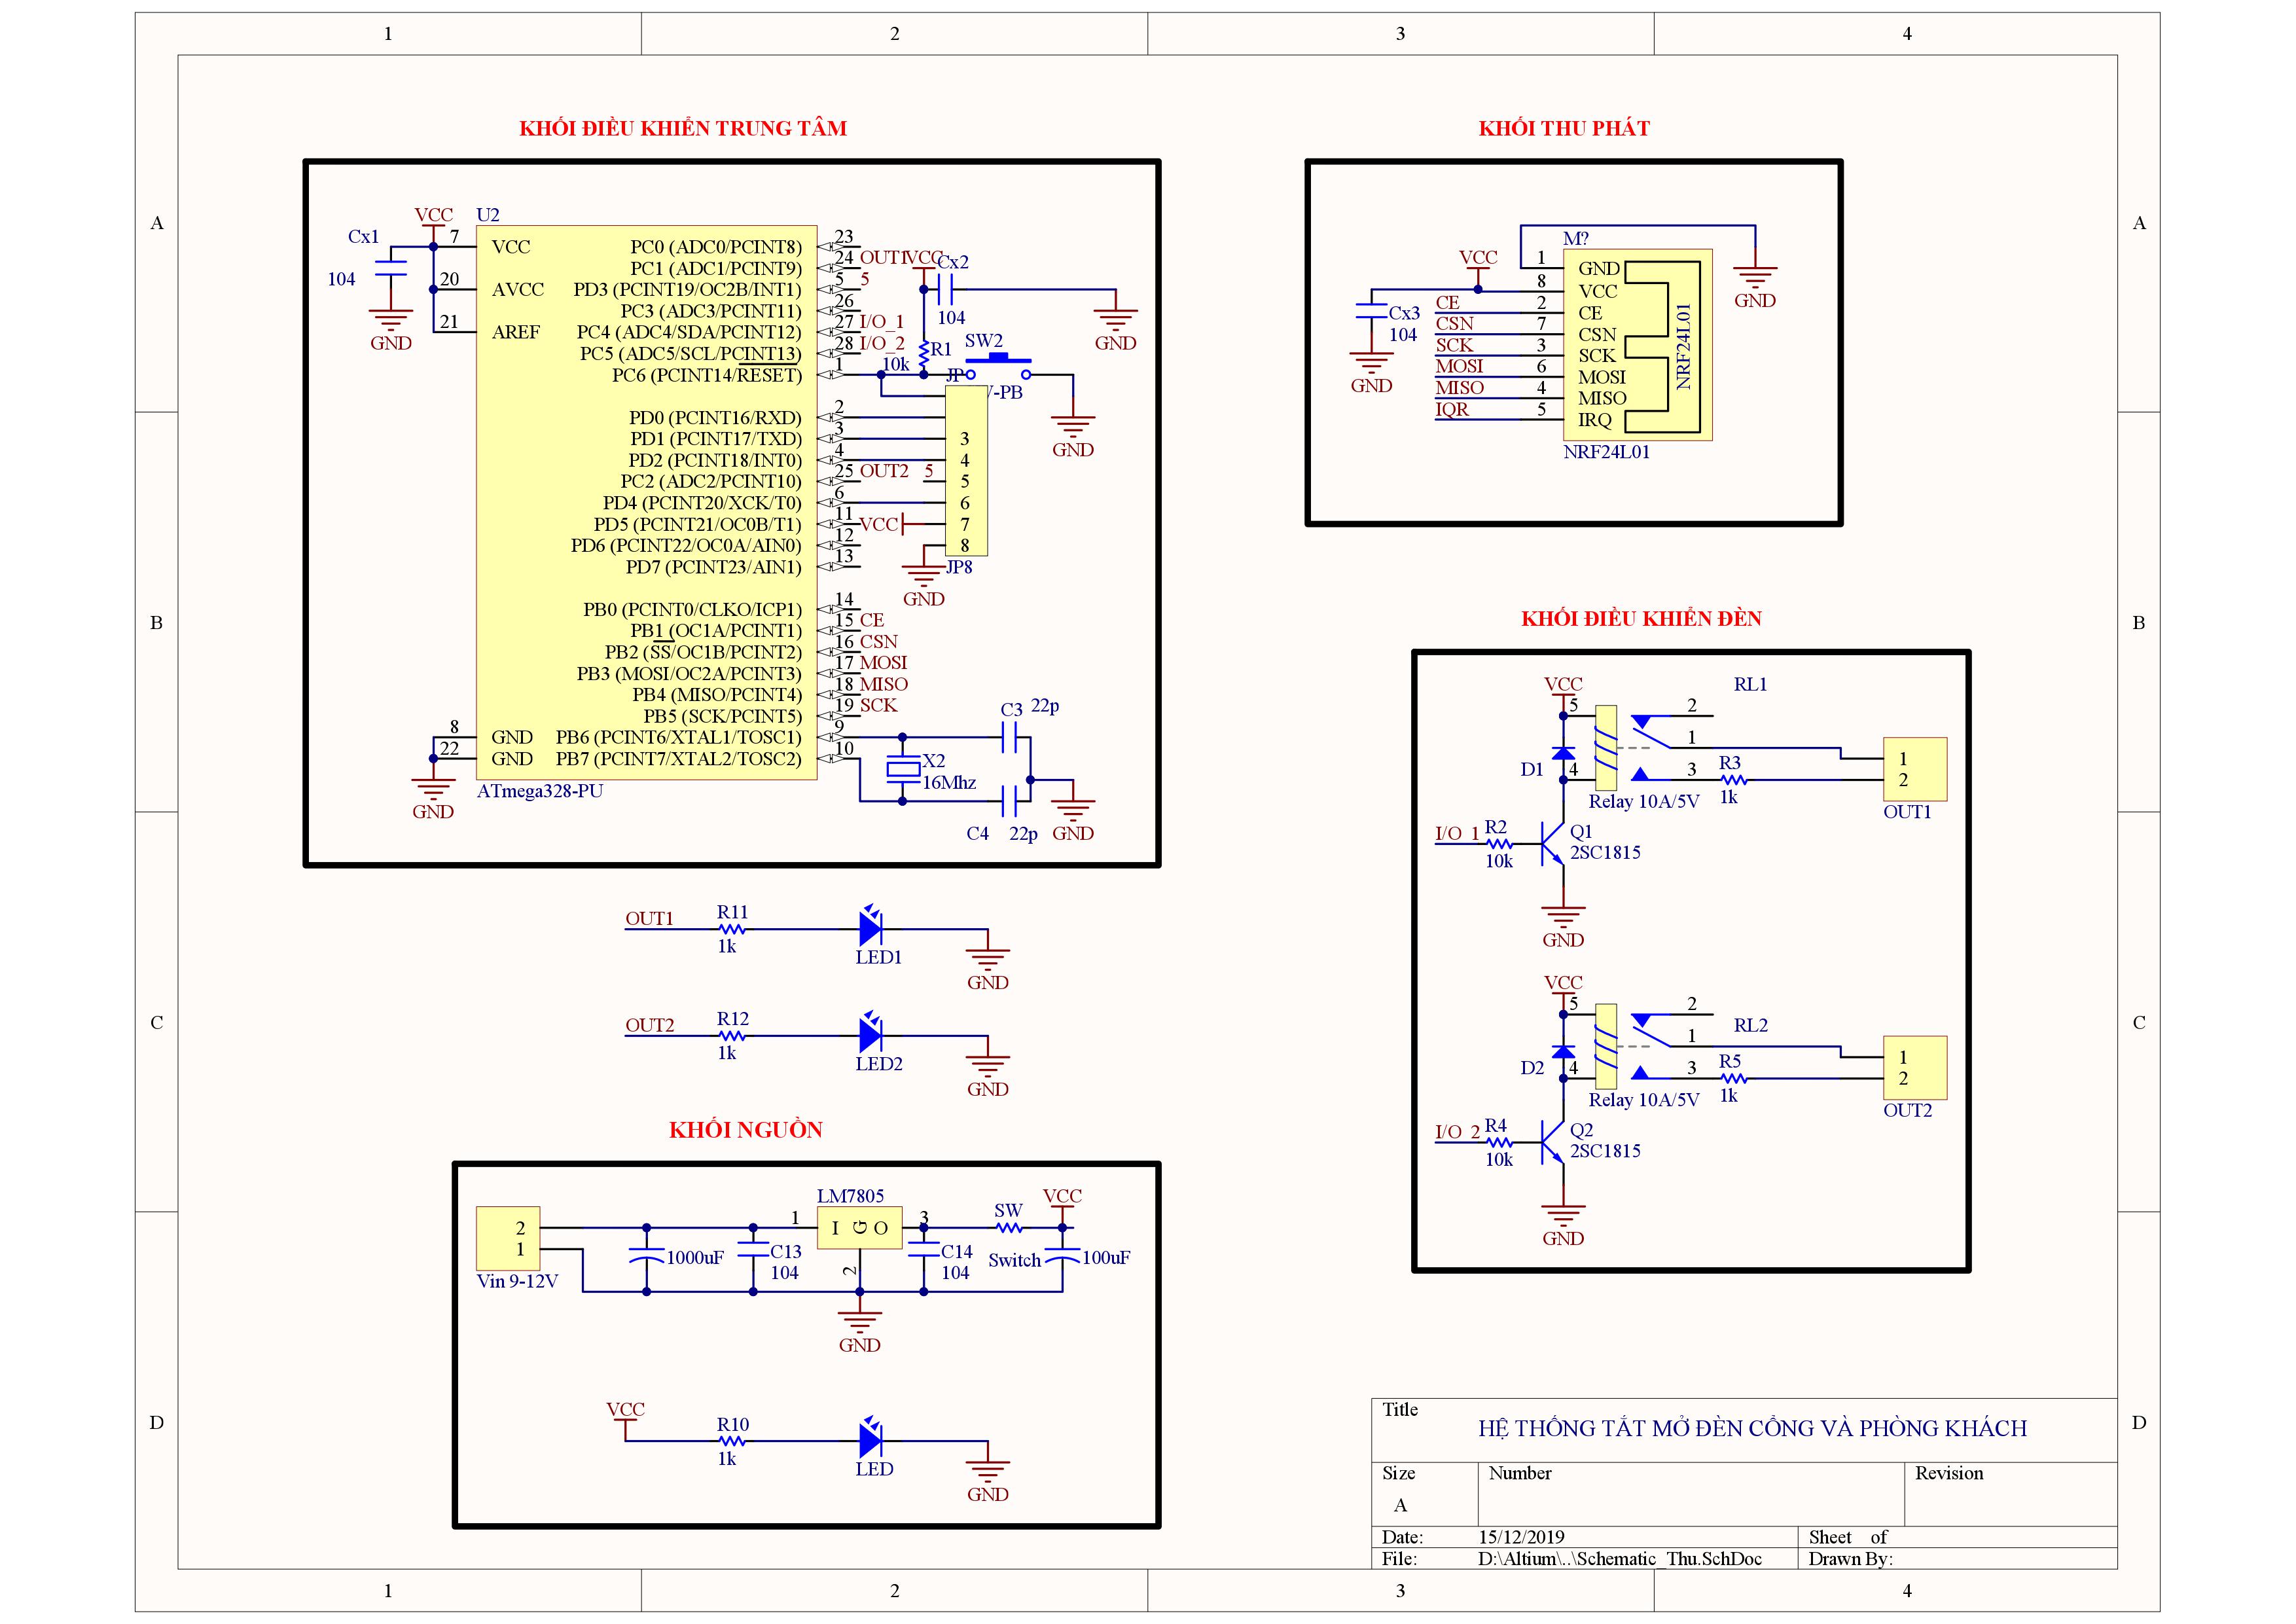 1 2 3 4
A
B
C
D
A
B
C
D
1 2 3 4
KHỐI ĐIỀU KHIỂN TRUNG TÂM
VCC
U2
Cx1
104
GND
7 VCC
20 AVCC
21 AREF
8 GND
22 GND
GND
ATmega328-PU
PC0 (ADC0/PCINT8) 23
PC1 (ADC1/PCINT9) 24 OUT1
PD3 (PCINT19/OC2B/INT1) 5 5
PC3 (ADC3/PCINT11) 26
PC4 (ADC4/SDA/PCINT12) 27 I/O_1
PC5 (ADC5/SCL/PCINT13) 28 I/O_2
PC6 (PCINT14/RESET) 1
PD0 (PCINT16/RXD) 2
PD1 (PCINT17/TXD) 3
PD2 (PCINT18/INT0) 4
PC2 (ADC2/PCINT10) 25 OUT2 5
PD4 (PCINT20/XCK/T0) 6
PD5 (PCINT21/OC0B/T1) 11
PD6 (PCINT22/OC0A/AIN0) 12
PD7 (PCINT23/AIN1) 13
PB0 (PCINT0/CLKO/ICP1) 14
PB1 (OC1A/PCINT1) 15 CE
PB2 (SS/OC1B/PCINT2) 16 CSN
PB3 (MOSI/OC2A/PCINT3) 17 MOSI
PB4 (MISO/PCINT4) 18 MISO
PB5 (SCK/PCINT5) 19 SCK
PB6 (PCINT6/XTAL1/TOSC1) 9
PB7 (PCINT7/XTAL2/TOSC2) 10
VCC
Cx2
104
GND
R1
10k
SW2
-PB
GND
JP
3
4
5
6
7
8
VCC
GND
JP8
X2
16Mhz
C3 22p
C4 22p
GND
KHỐI THU PHÁT
M?
VCC
Cx3
104
GND
GND
1 GND
8 VCC
CE 2 CE
CSN 7 CSN
SCK 3 SCK
MOSI 6 MOSI
MISO 4 MISO
IQR 5 IRQ
NRF24L01
NRF24L01
KHỐI ĐIỀU KHIỂN ĐÈN
VCC
RL1
5
4
2
1
3
D1
R3
1k
Relay 10A/5V
1
2
OUT1
I/O_1
R2
10k
Q1
2SC1815
GND
VCC
RL2
5
4
2
1
3
D2
R5
1k
Relay 10A/5V
1
2
OUT2
I/O_2
R4
10k
Q2
2SC1815
GND
OUT1
R11
1k
LED1
GND
OUT2
R12
1k
LED2
GND
KHỐI NGUỒN
2
1
Vin 9-12V
1000uF
C13
104
LM7805
1 I G O 3
2
C14
104
SW
Switch
VCC
100uF
GND
VCC
R10
1k
LED
GND
Title
HỆ THỐNG TẮT MỞ ĐÈN CỔNG VÀ PHÒNG KHÁCH
Size Number Revision
A
Date: 15/12/2019 Sheet of
File: D:\Altium\..\Schematic_Thu.SchDoc Drawn By: